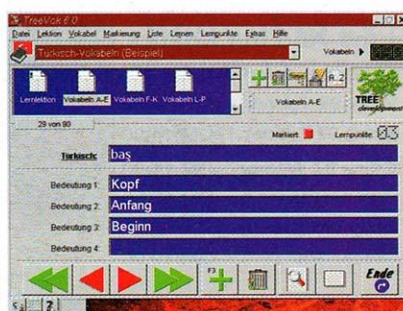 TreeVok 6.0
Datei Lektion Vokabel Markierung Liste Lernen Lernpunkte Extras Hilfe
Türkisch-Vokabeln (Beispiel)
Vokabeln
Lernlektion Vokabeln A-E Vokabeln F-K Vokabeln L-P
A..Z
Vokabeln A-E
TREE
29 von 90
Markiert: Lernpunkte: 03
Türkisch: baş
Bedeutung 1: Kopf
Bedeutung 2: Anfang
Bedeutung 3: Beginn
Bedeutung 4:
F3
Ende
?